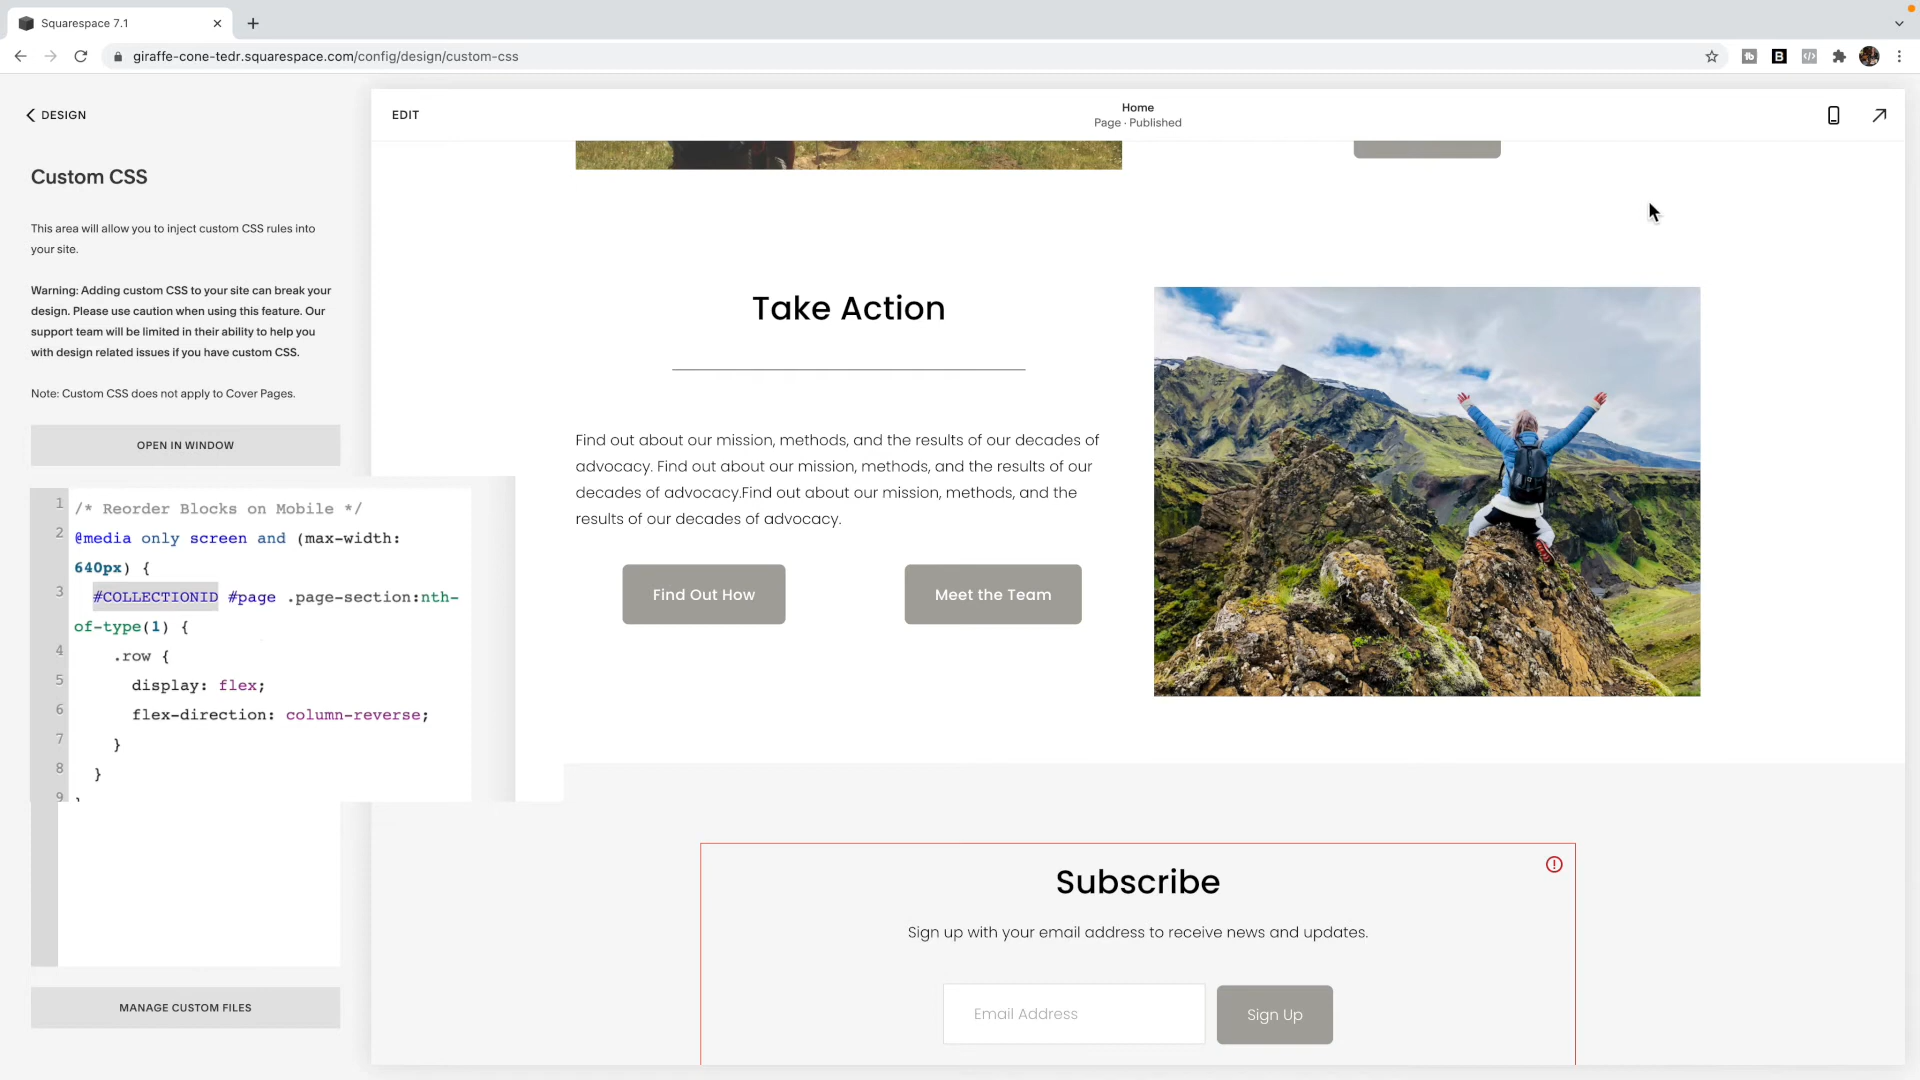 Squarespace 7.1
giraffe-cone-tedr.squarespace.com/config/design/custom-css
DESIGN
Custom CSS
This area will allow you to inject custom CSS rules into
your site.
Warning: Adding custom CSS to your site can break your
design. Please use caution when using this feature. Our
support team will be limited in their ability to help you
with design related issues if you have custom CSS.
Note: Custom CSS does not apply to Cover Pages.
OPEN IN WINDOW
1 /* Reorder Blocks on Mobile */
2 @media only screen and (max-width:
640px) {
3 #COLLECTIONID #page .page-section:nth-
of-type(1) {
4 .row {
5 display: flex;
6 flex-direction: column-reverse;
7 }
8 }
9
MANAGE CUSTOM FILES
EDIT
Home
Page · Published
Take Action
Find out about our mission, methods, and the results of our decades of
advocacy. Find out about our mission, methods, and the results of our
decades of advocacy.Find out about our mission, methods, and the
results of our decades of advocacy.
Find Out How
Meet the Team
Subscribe
Sign up with your email address to receive news and updates.
Email Address
Sign Up